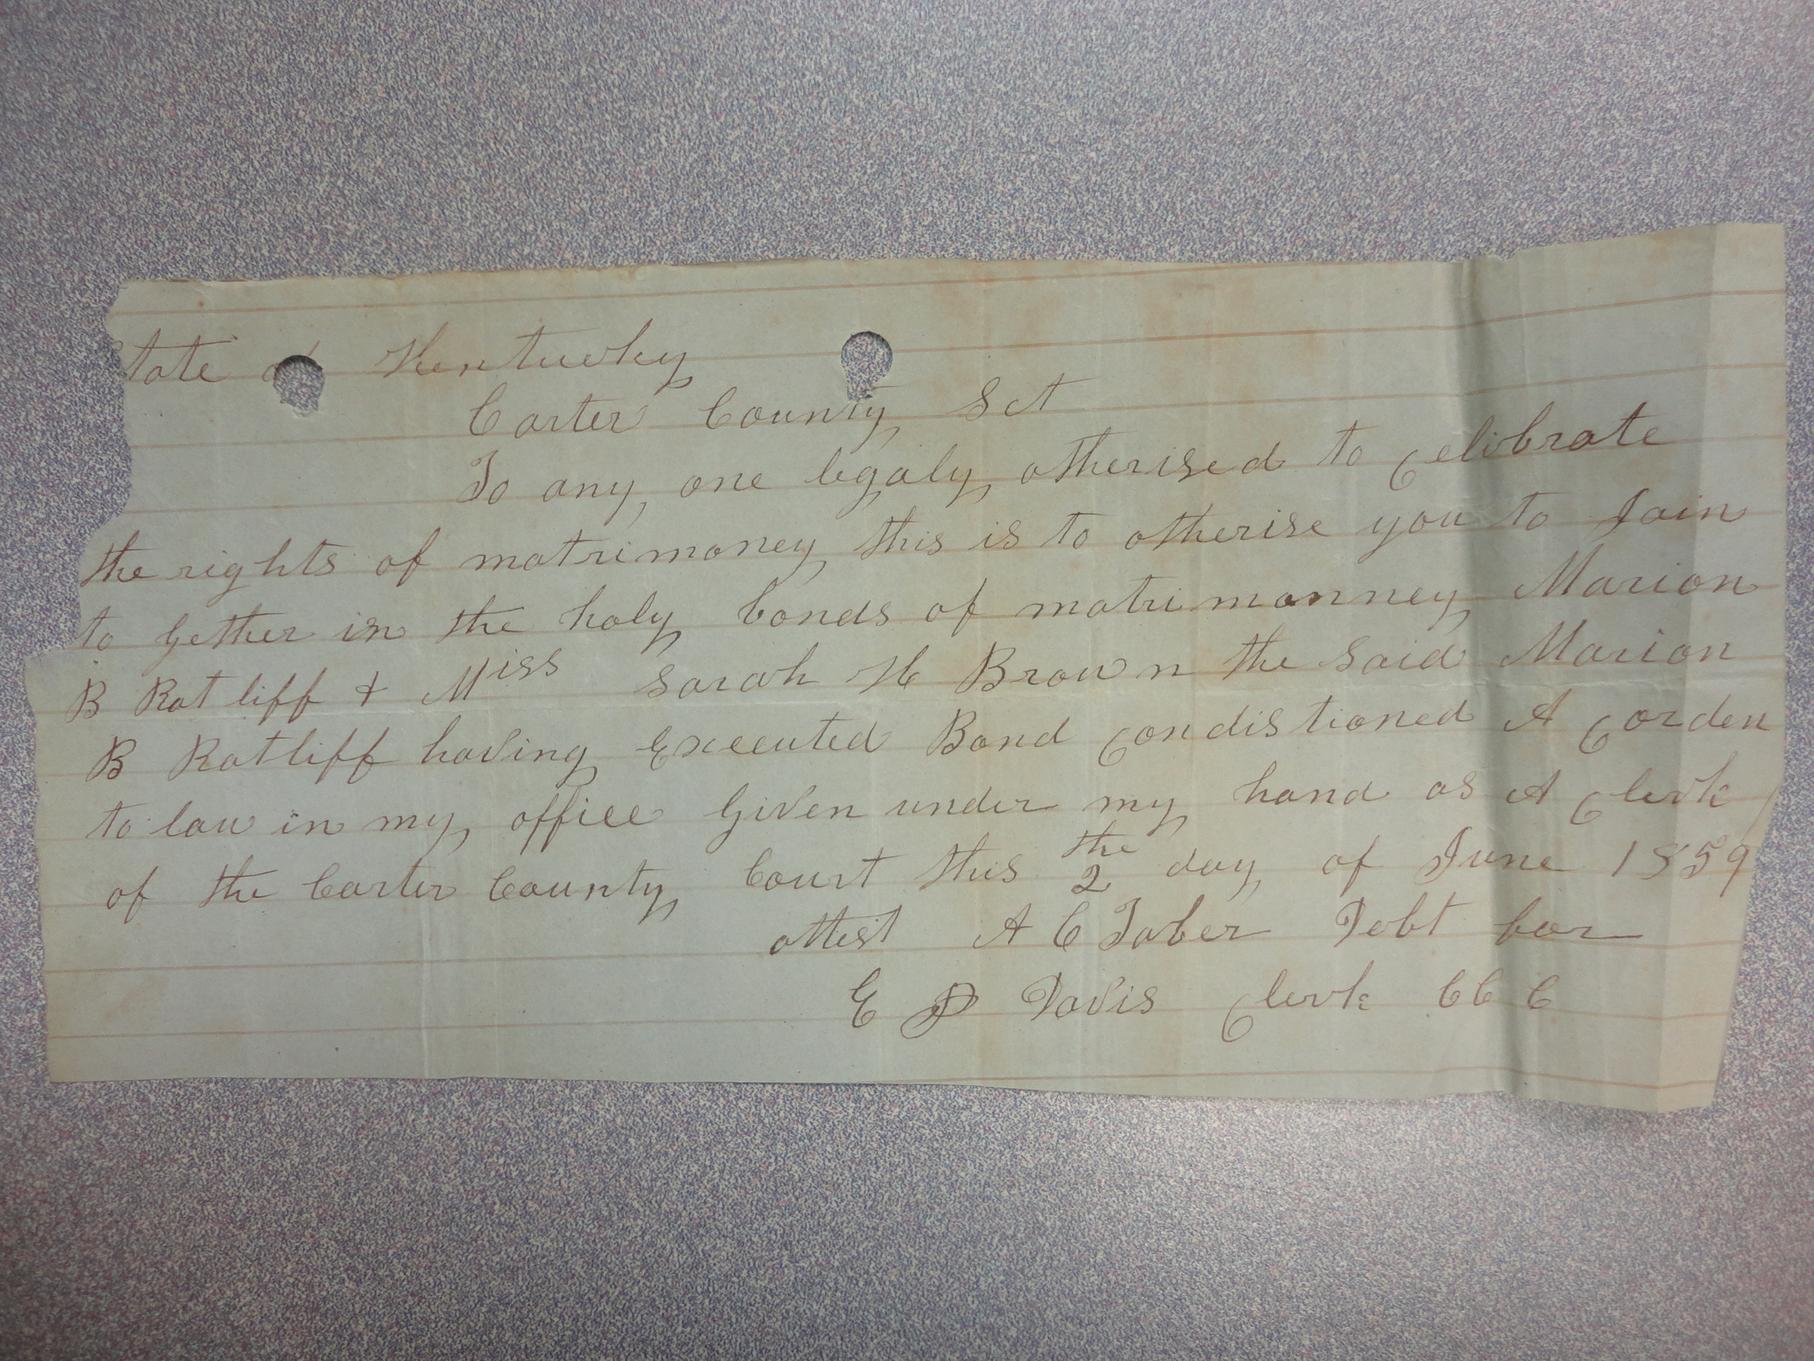 State of Kentucky
Carter County Sct
To any one legaly otherised to Celibrate
the rights of matrimoney this is to otherise you to Join
to gether in the holy bonds of matrimonney Marion
B Ratliff & Miss Sarah H Brown the said Marion
B Ratliff having Executed Bond Condistioned A Corden
to law in my office Given under my hand as A Clerk
of the Carter County Court this the 2 day of June 1859
attest A C Taber Debt for
E D Davis Clerk C C C